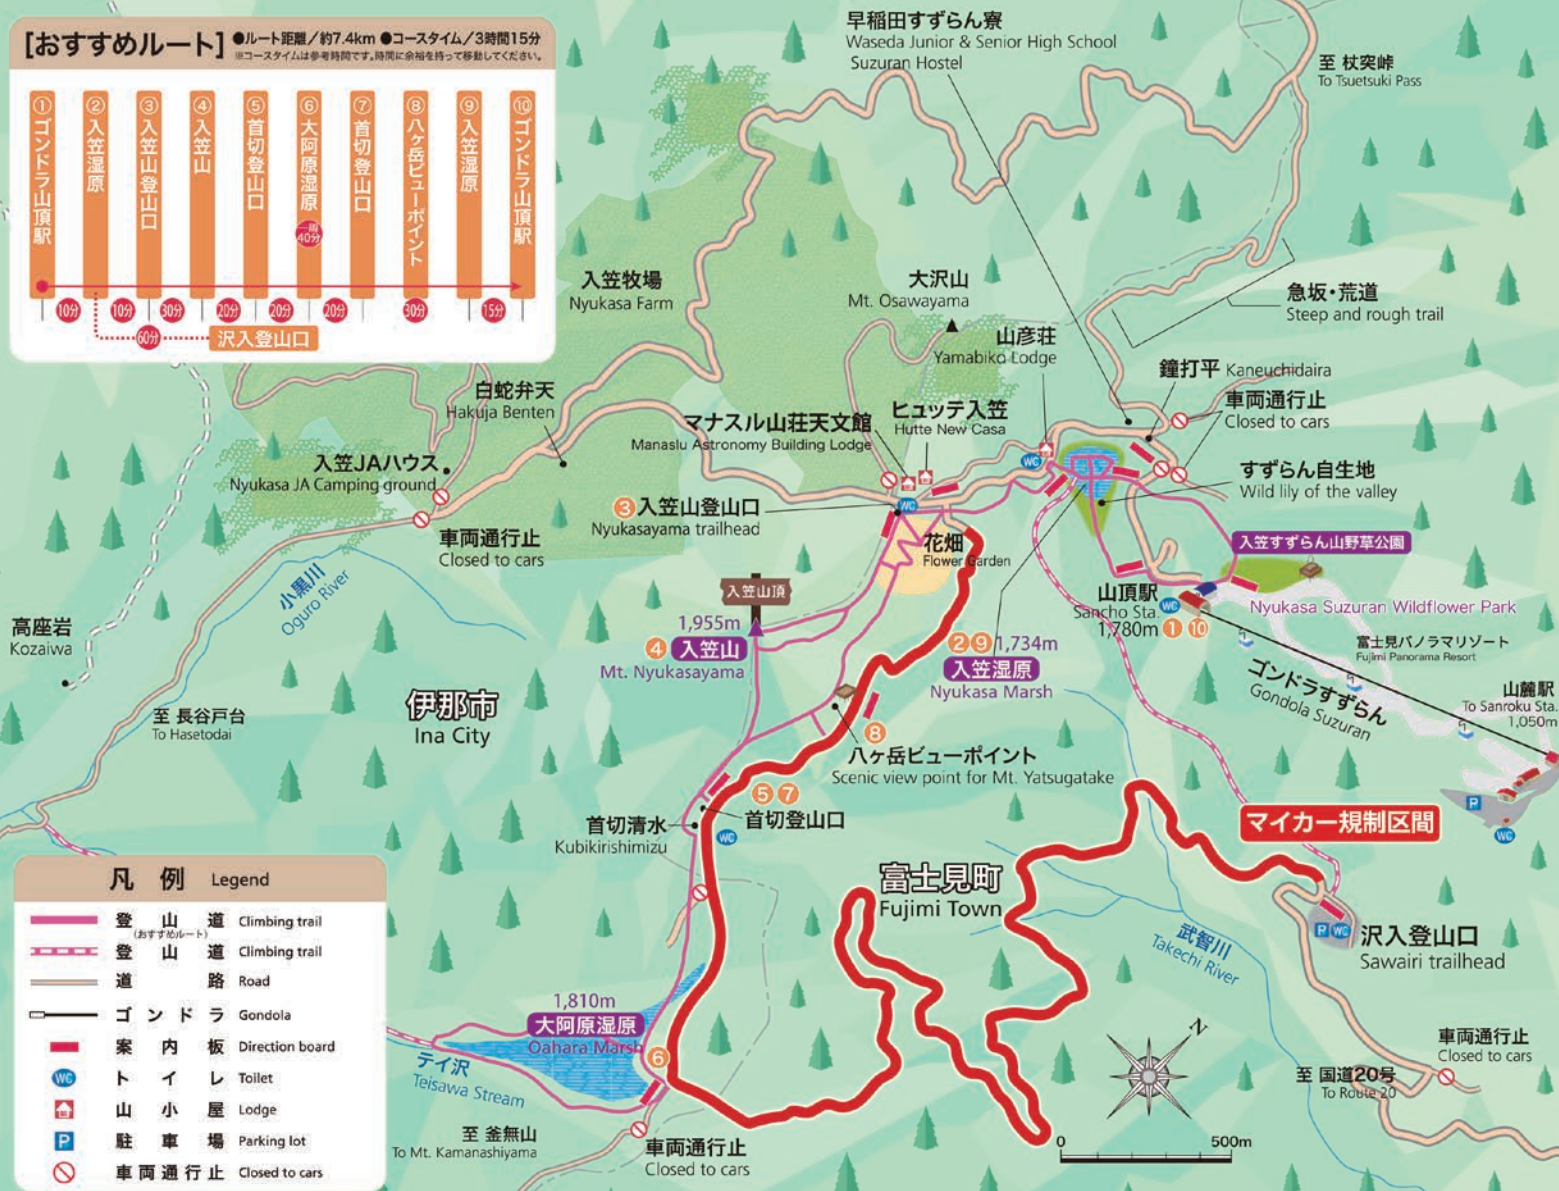 [おすすめルート] ●ルート距離／約7.4km ●コースタイム／3時間15分
※コースタイムは参考時間です。時間に余裕を持って移動してください。
①ゴンドラ山頂駅
②入笠湿原
③入笠山登山口
④入笠山
⑤首切登山口
⑥大阿原湿原
一周
40分
⑦首切登山口
⑧八ヶ岳ビューポイント
⑨入笠湿原
⑩ゴンドラ山頂駅
10分 10分 30分 20分 20分 20分 30分 15分
60分 沢入登山口
早稲田すずらん寮
Waseda Junior & Senior High School
Suzuran Hostel
至 杖突峠
To Tsuetsuki Pass
入笠牧場
Nyukasa Farm
大沢山
Mt. Osawayama
急坂・荒道
Steep and rough trail
山彦荘
Yamabiko Lodge
鐘打平 Kaneuchidaira
白蛇弁天
Hakuja Benten
マナスル山荘天文館
Manaslu Astronomy Building Lodge
ヒュッテ入笠
Hutte New Casa
車両通行止
Closed to cars
入笠JAハウス
Nyukasa JA Camping ground
すずらん自生地
Wild lily of the valley
WC
③入笠山登山口
Nyukasayama trailhead
WC
車両通行止
Closed to cars
花畑
Flower Garden
入笠すずらん山野草公園
Nyukasa Suzuran Wildflower Park
小黒川
Oguro River
入笠山頂
山頂駅
Sancho Sta.
1,780m
WC
① ⑩
高座岩
Kozaiwa
1,955m
④ 入笠山
Mt. Nyukasayama
②⑨ 1,734m
入笠湿原
Nyukasa Marsh
富士見パノラマリゾート
Fujimi Panorama Resort
ゴンドラすずらん
Gondola Suzuran
山麓駅
To Sanroku Sta.
1,050m
至 長谷戸台
To Hasetodai
伊那市
Ina City
⑧
八ヶ岳ビューポイント
Scenic view point for Mt. Yatsugatake
⑤⑦
首切登山口
首切清水
Kubikirishimizu
WC
P
WC
マイカー規制区間
富士見町
Fujimi Town
武智川
Takechi River
P WC
沢入登山口
Sawairi trailhead
1,810m
大阿原湿原
Oahara Marsh
⑥
テイ沢
Teisawa Stream
至 釜無山
To Mt. Kamanashiyama
車両通行止
Closed to cars
N
0 500m
車両通行止
Closed to cars
至 国道20号
To Route 20
凡例 Legend
登山道 Climbing trail
(おすすめルート)
登山道 Climbing trail
道路 Road
ゴンドラ Gondola
案内板 Direction board
WC トイレ Toilet
山小屋 Lodge
P 駐車場 Parking lot
車両通行止 Closed to cars